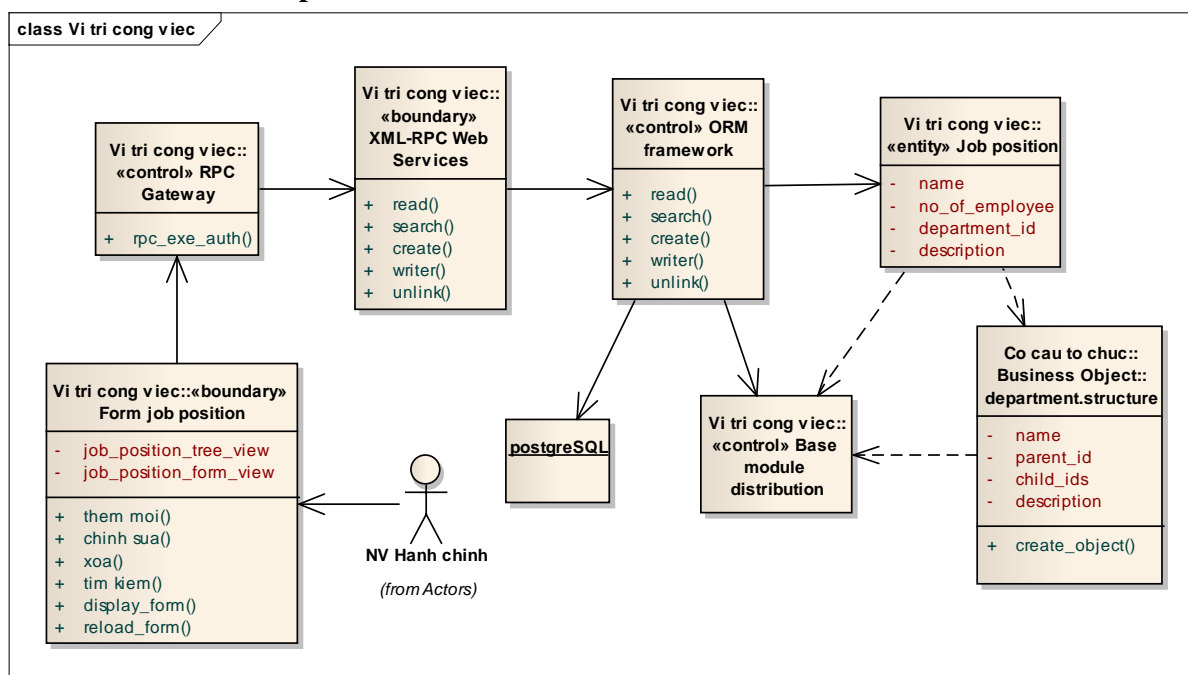 class Vi tri cong viec
Vi tri cong viec::
«control» RPC
Gateway
+ rpc_exe_auth()
Vi tri cong viec::
«boundary»
XML-RPC Web
Services
+ read()
+ search()
+ create()
+ writer()
+ unlink()
Vi tri cong viec::
«control» ORM
framework
+ read()
+ search()
+ create()
+ writer()
+ unlink()
Vi tri cong viec::
«entity» Job position
- name
- no_of_employee
- department_id
- description
Vi tri cong viec::«boundary»
Form job position
- job_position_tree_view
- job_position_form_view
+ them moi()
+ chinh sua()
+ xoa()
+ tim kiem()
+ display_form()
+ reload_form()
NV Hanh chinh
(from Actors)
postgreSQL
Vi tri cong viec::
«control» Base
module
distribution
Co cau to chuc::
Business Object::
department.structure
- name
- parent_id
- child_ids
- description
+ create_object()